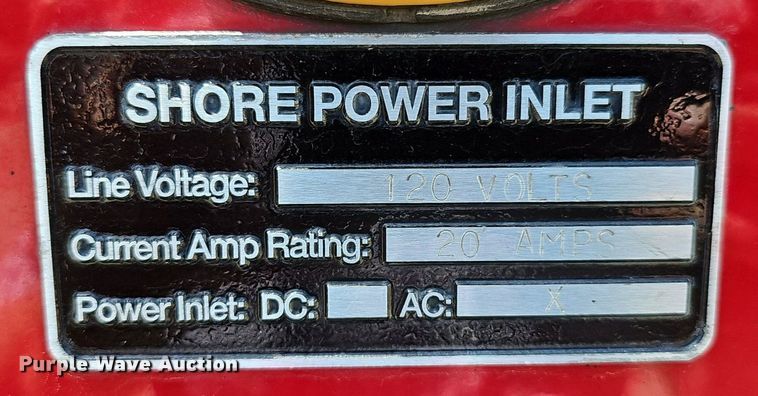 SHORE POWER INLET
Line Voltage: 120 VOLTS
Current Amp Rating: 20 AMPS
Power Inlet: DC: AC: X
Purple Wave Auction